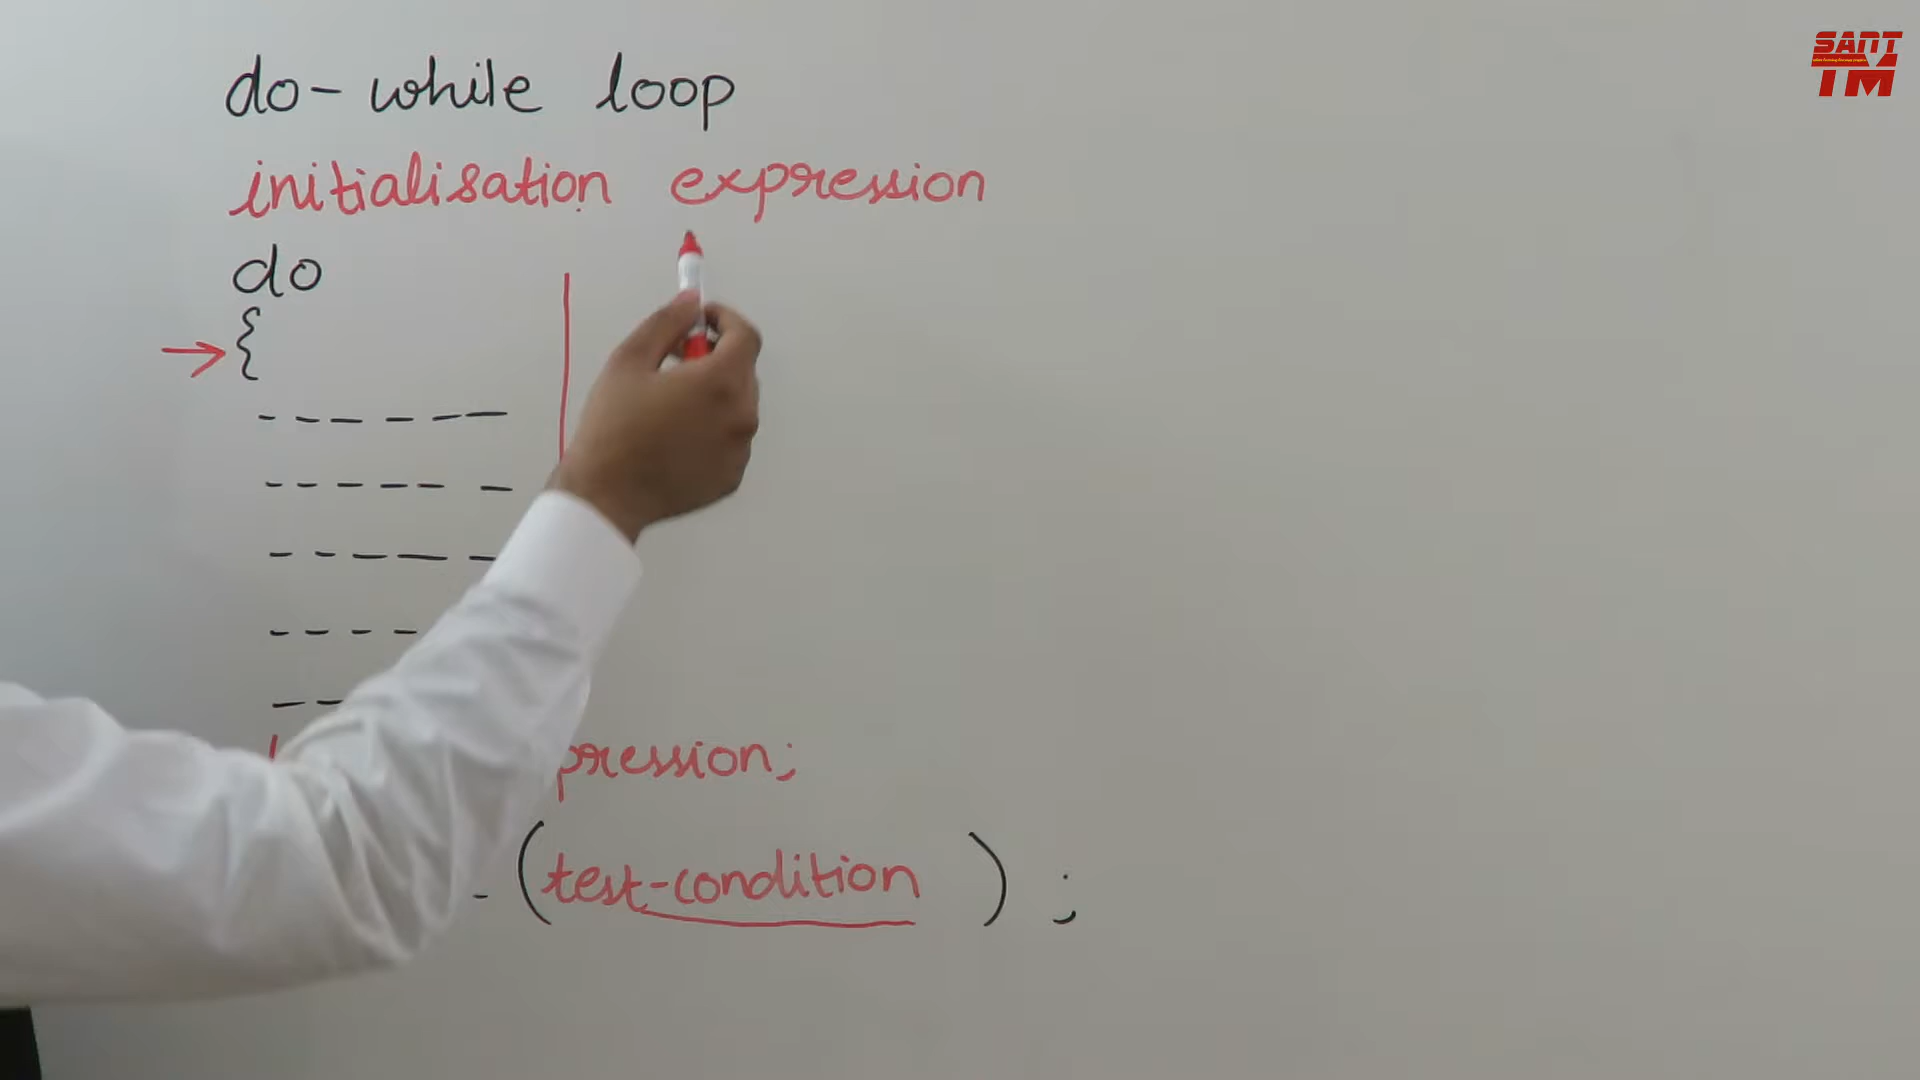 do-while loop
initialisation expression
do
{
pression;
(test-condition ) ;
SANT
TM